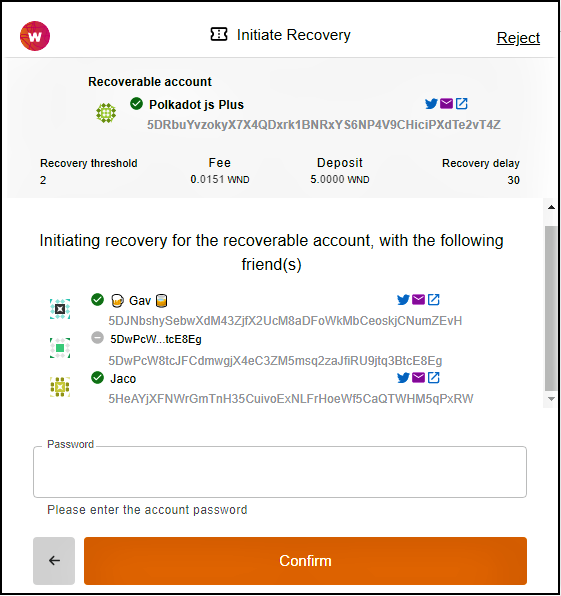 w Initiate Recovery Reject
Recoverable account
Polkadot js Plus
5DRbuYvzokyX7X4QDxrk1BNRxYS6NP4V9CHiciPXdTe2vT4Z
Recovery threshold Fee Deposit Recovery delay
2 0.0151 WND 5.0000 WND 30
Initiating recovery for the recoverable account, with the following
friend(s)
🍺 Gav 🥃
5DJNbshySebwXdM43ZjfX2UcM8aDFoWkMbCeoskjCNumZEvH
5DwPcW...tcE8Eg
5DwPcW8tcJFCdmwgjX4eC3ZM5msq2zaJfiRU9jtq3BtcE8Eg
Jaco
5HeAYjXFNWrGmTnH35CuivoExNLFrHoeWf5CaQTWHM5qPxRW
Password
Please enter the account password
Confirm